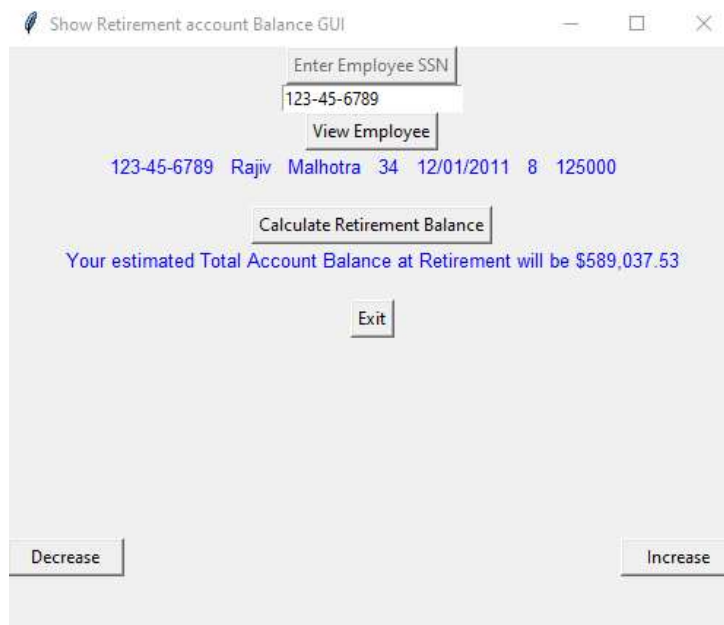 Show Retirement account Balance GUI
Enter Employee SSN
123-45-6789
View Employee
123-45-6789 Rajiv Malhotra 34 12/01/2011 8 125000
Calculate Retirement Balance
Your estimated Total Account Balance at Retirement will be $589,037.53
Exit
Decrease Increase